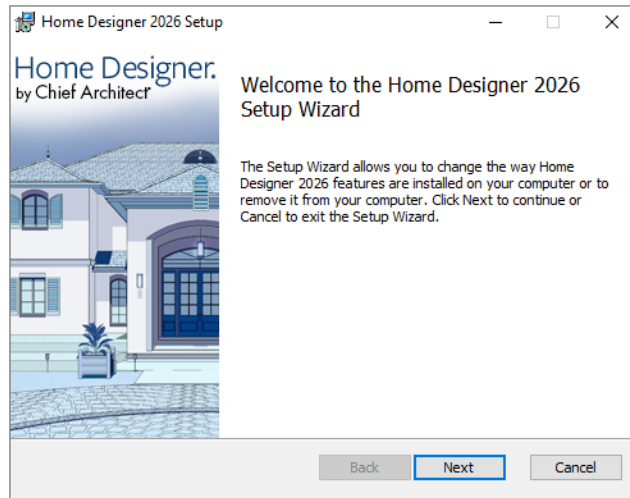 Home Designer 2026 Setup
Home Designer.
by Chief Architect
Welcome to the Home Designer 2026
Setup Wizard
The Setup Wizard allows you to change the way Home
Designer 2026 features are installed on your computer or to
remove it from your computer. Click Next to continue or
Cancel to exit the Setup Wizard.
Back
Next
Cancel